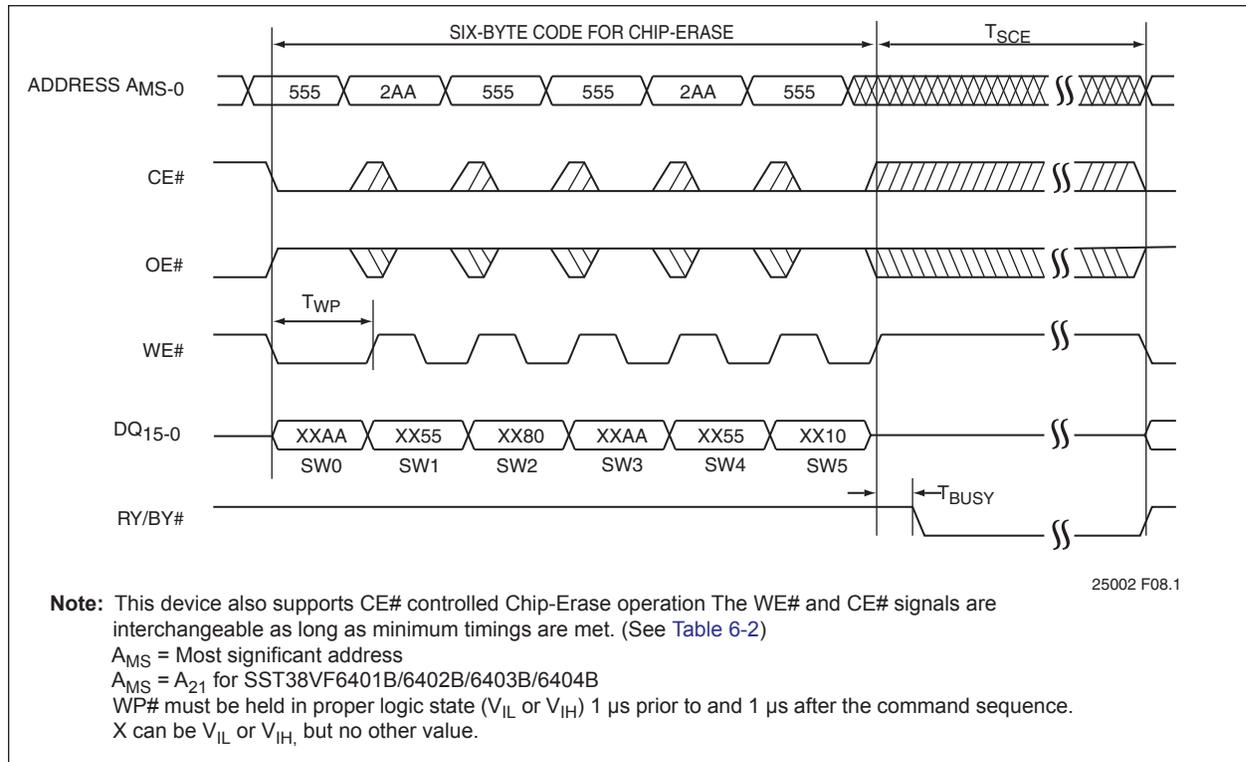 SIX-BYTE CODE FOR CHIP-ERASE
TSCE
ADDRESS AMS-0
555 2AA 555 555 2AA 555
CE#
OE#
TWP
WE#
DQ15-0
XXAA XX55 XX80 XXAA XX55 XX10
SW0 SW1 SW2 SW3 SW4 SW5
TBUSY
RY/BY#
25002 F08.1
Note: This device also supports CE# controlled Chip-Erase operation The WE# and CE# signals are
interchangeable as long as minimum timings are met. (See Table 6-2)
AMS = Most significant address
AMS = A21 for SST38VF6401B/6402B/6403B/6404B
WP# must be held in proper logic state (VIL or VIH) 1 µs prior to and 1 µs after the command sequence.
X can be VIL or VIH, but no other value.